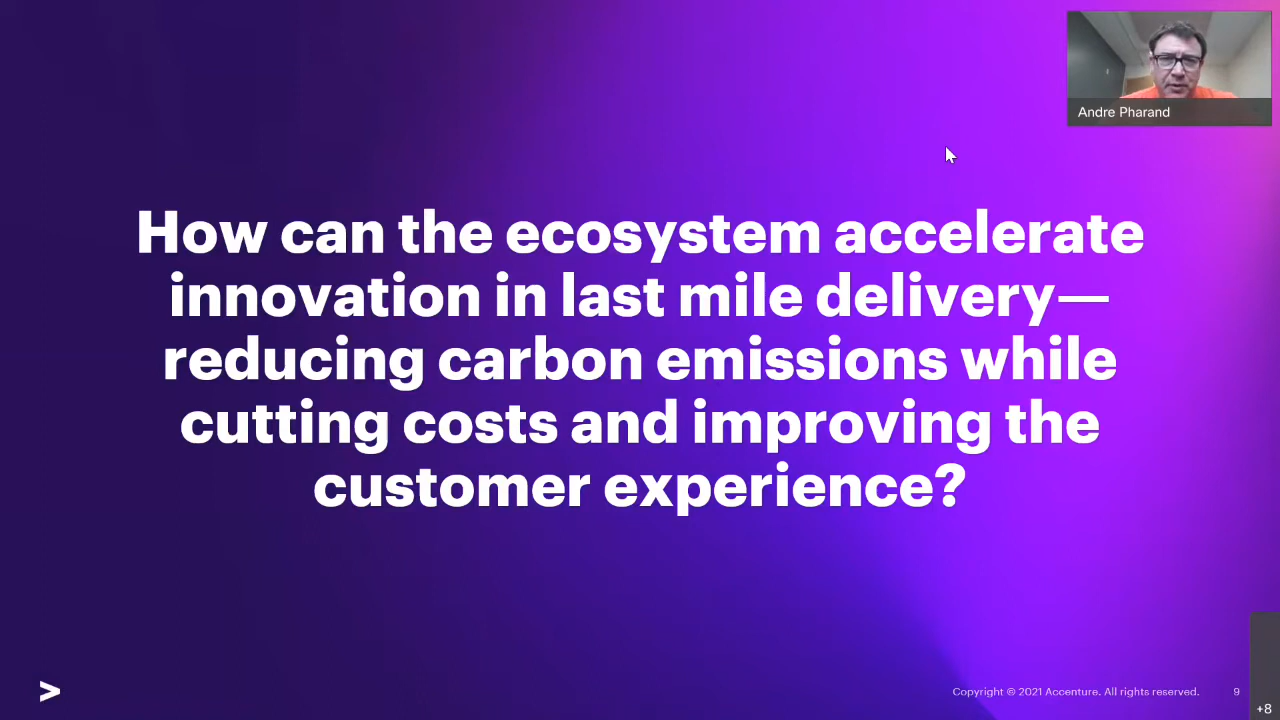 Andre Pharand
How can the ecosystem accelerate
innovation in last mile delivery—
reducing carbon emissions while
cutting costs and improving the
customer experience?
>
Copyright © 2021 Accenture. All rights reserved. 9
+8